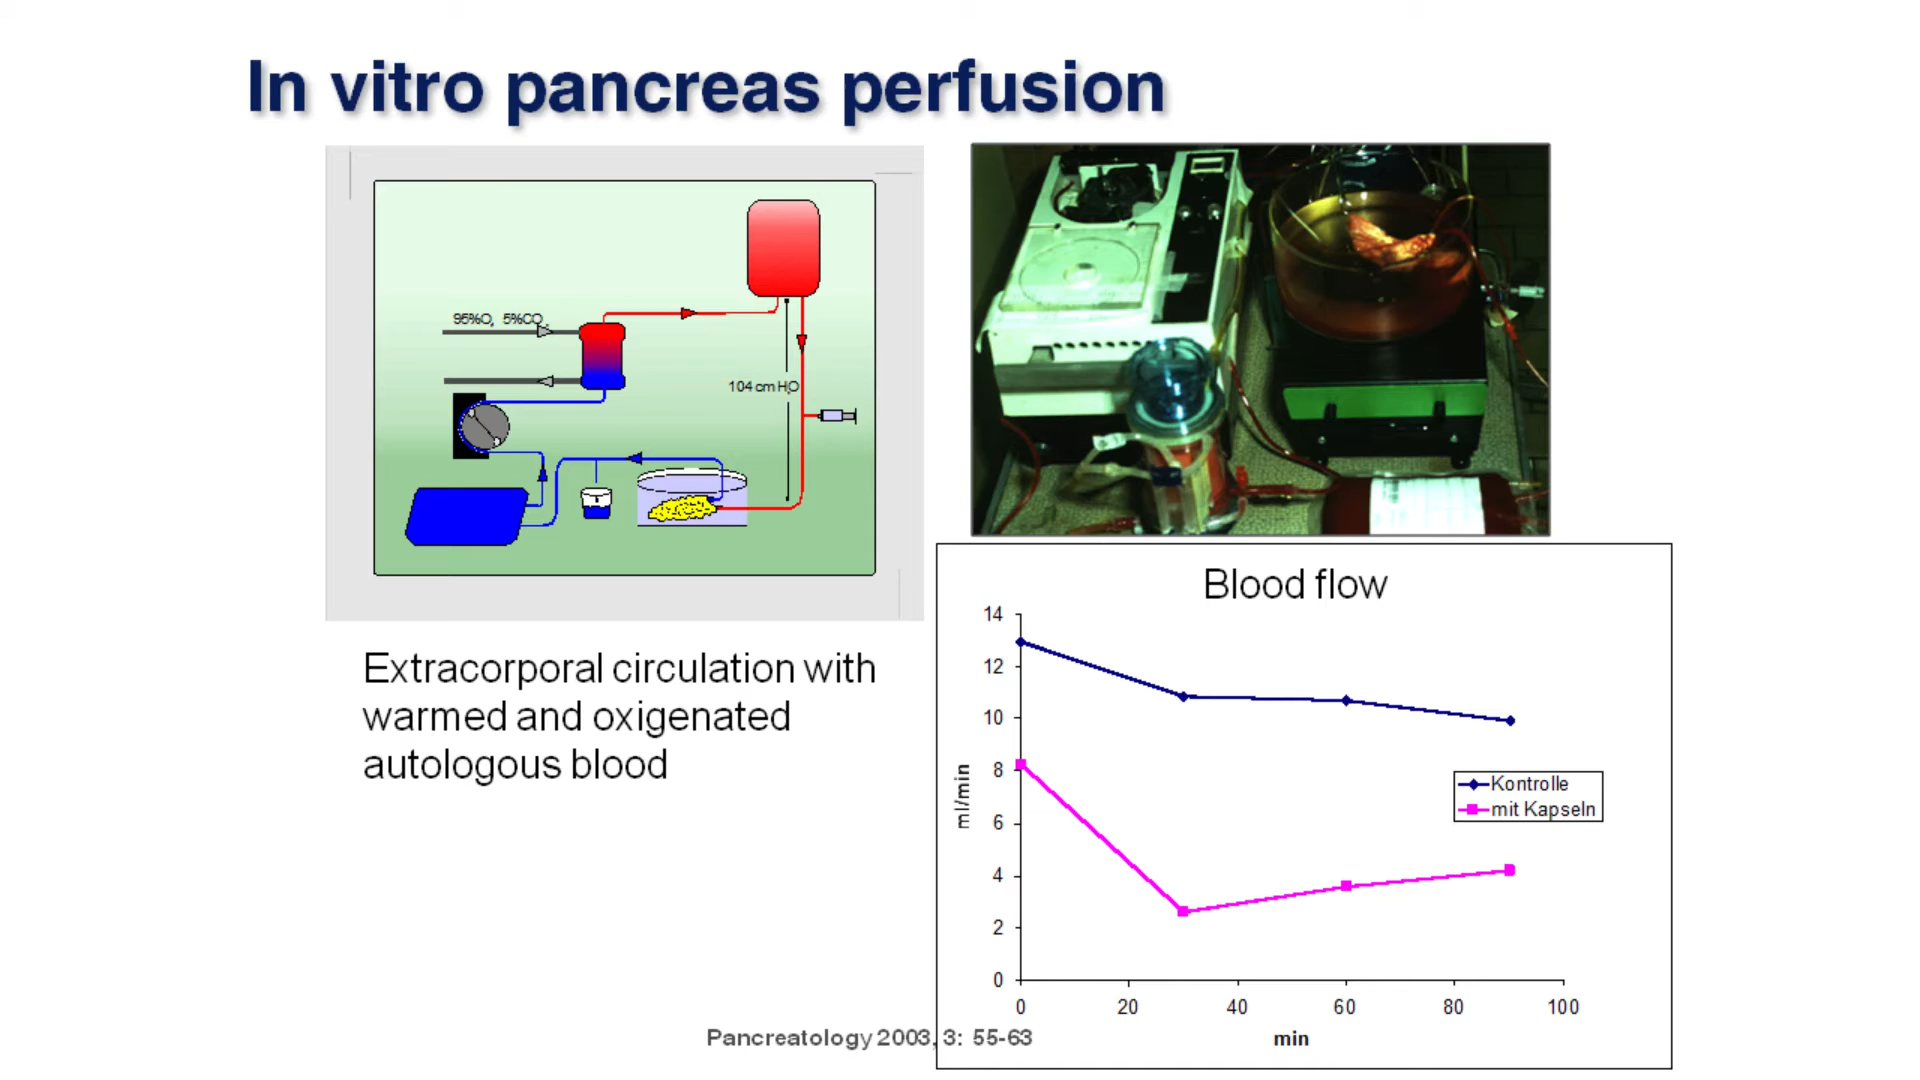 In vitro pancreas perfusion
95%O, 5%CO
104 cm H2O
Extracorporal circulation with
warmed and oxigenated
autologous blood
Blood flow
14
12
10
8
6
4
2
0
ml/min
Kontrolle
mit Kapseln
0 20 40 60 80 100
min
Pancreatology 2003, 3: 55-63